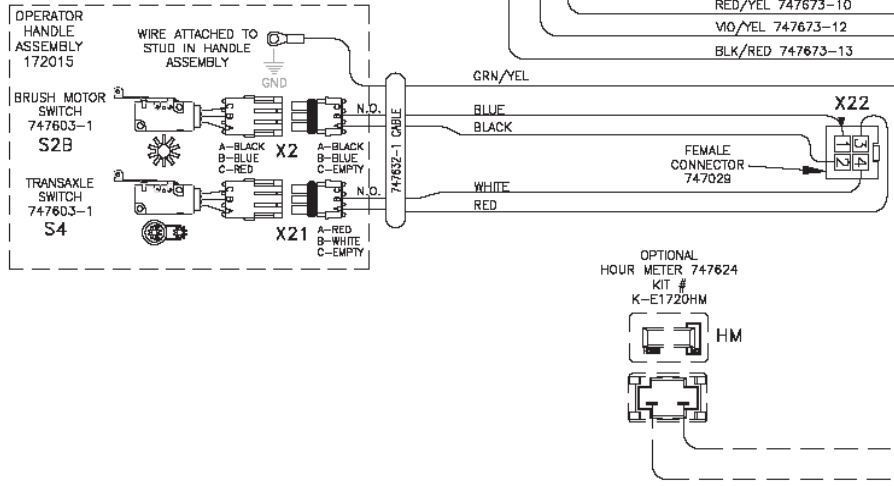 RED/YEL 747673-10
VIO/YEL 747673-12
BLK/RED 747673-13
OPERATOR
HANDLE
ASSEMBLY
172015
WIRE ATTACHED TO
STUD IN HANDLE
ASSEMBLY
GND
GRN/YEL
BRUSH MOTOR
SWITCH
747603-1
S2B
A-BLACK
B-BLUE
C-RED
X2
N.O.
A-BLACK
B-BLUE
C-EMPTY
747632-1 CABLE
BLUE
BLACK
X22
1
3
2
4
FEMALE
CONNECTOR
747029
TRANSAXLE
SWITCH
747603-1
S4
X21
N.O.
A-RED
B-WHITE
C-EMPTY
WHITE
RED
OPTIONAL
HOUR METER 747624
KIT #
K-E1720HM
HM